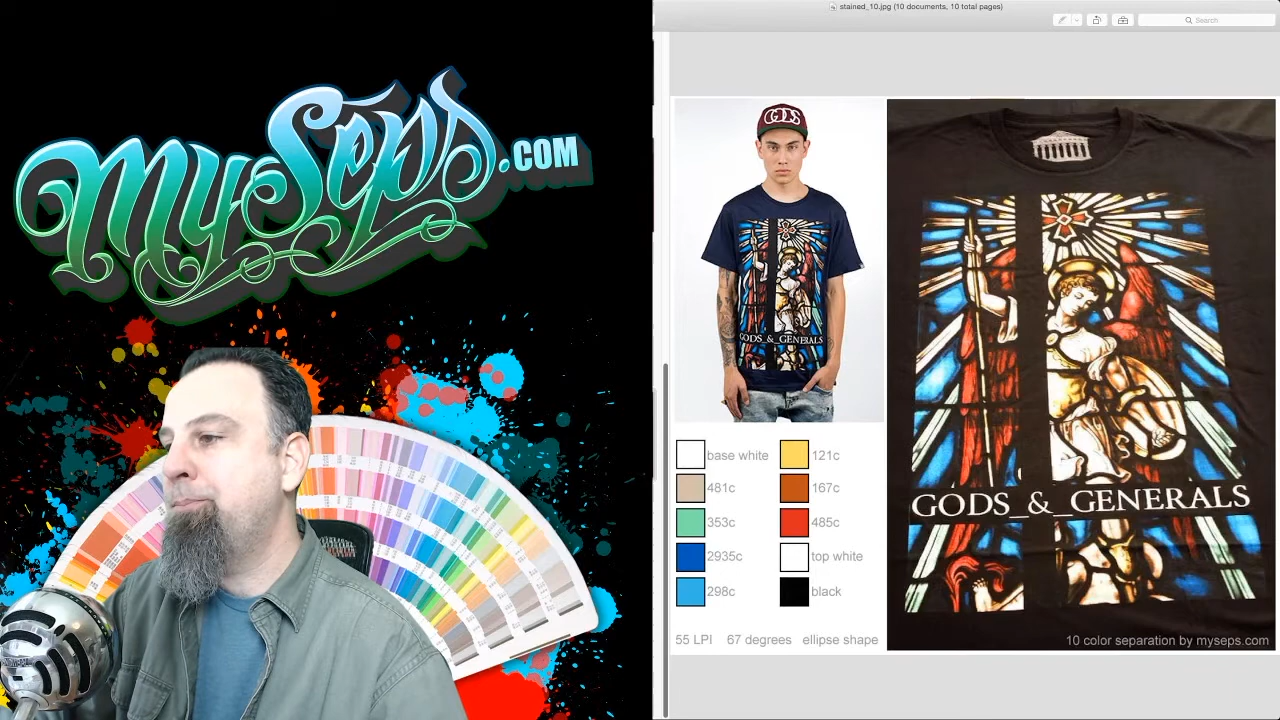 stained_10.jpg (10 documents, 10 total pages)
Search
MySeps.COM
GODS_&_GENERALS
GODS_&_GENERALS
base white
121c
481c
167c
353c
485c
2935c
top white
298c
black
55 LPI 67 degrees ellipse shape
10 color separation by myseps.com